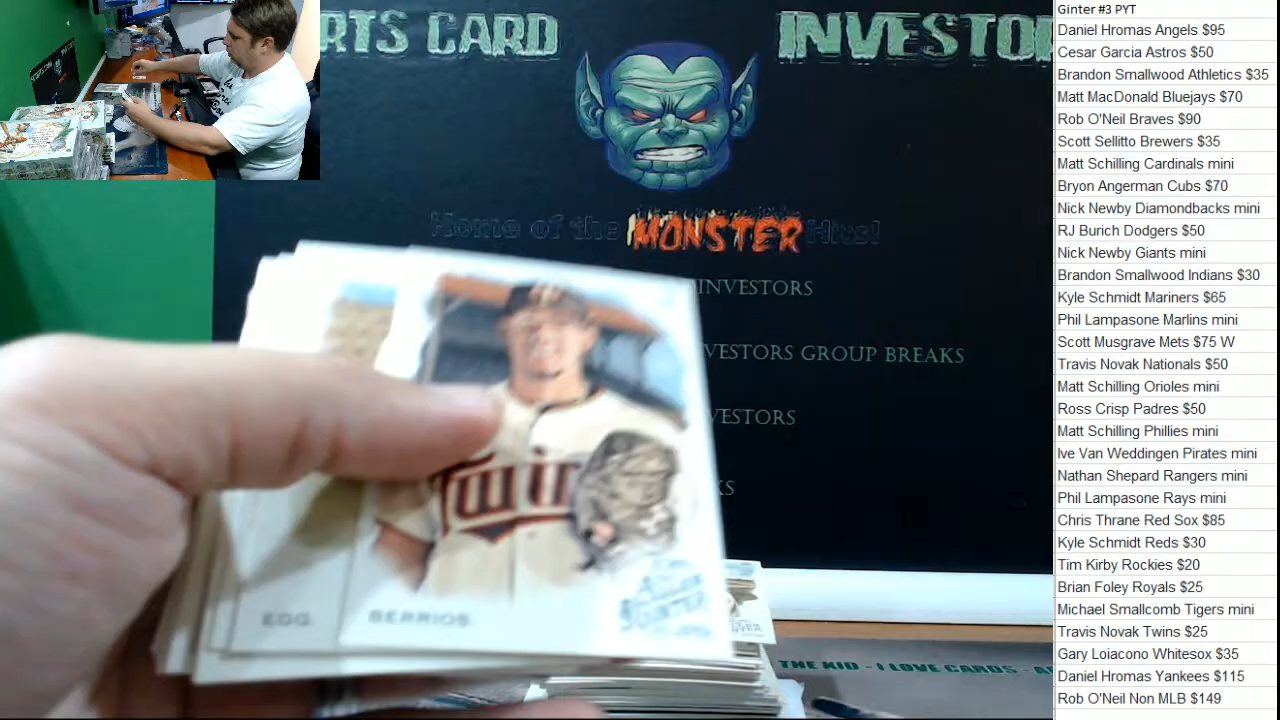 RTS CARD INVESTO
Home of the MONSTER Hits!
INVESTORS
VESTORS GROUP BREAKS
VESTORS
KS
Twin
EGG
BERRIOS
GINTER
THE KID - I LOVE CARDS - A
Ginter #3 PYT
Daniel Hromas Angels $95
Cesar Garcia Astros $50
Brandon Smallwood Athletics $35
Matt MacDonald Bluejays $70
Rob O'Neil Braves $90
Scott Sellitto Brewers $35
Matt Schilling Cardinals mini
Bryon Angerman Cubs $70
Nick Newby Diamondbacks mini
RJ Burich Dodgers $50
Nick Newby Giants mini
Brandon Smallwood Indians $30
Kyle Schmidt Mariners $65
Phil Lampasone Marlins mini
Scott Musgrave Mets $75 W
Travis Novak Nationals $50
Matt Schilling Orioles mini
Ross Crisp Padres $50
Matt Schilling Phillies mini
Ive Van Weddingen Pirates mini
Nathan Shepard Rangers mini
Phil Lampasone Rays mini
Chris Thrane Red Sox $85
Kyle Schmidt Reds $30
Tim Kirby Rockies $20
Brian Foley Royals $25
Michael Smallcomb Tigers mini
Travis Novak Twins $25
Gary Loiacono Whitesox $35
Daniel Hromas Yankees $115
Rob O'Neil Non MLB $149